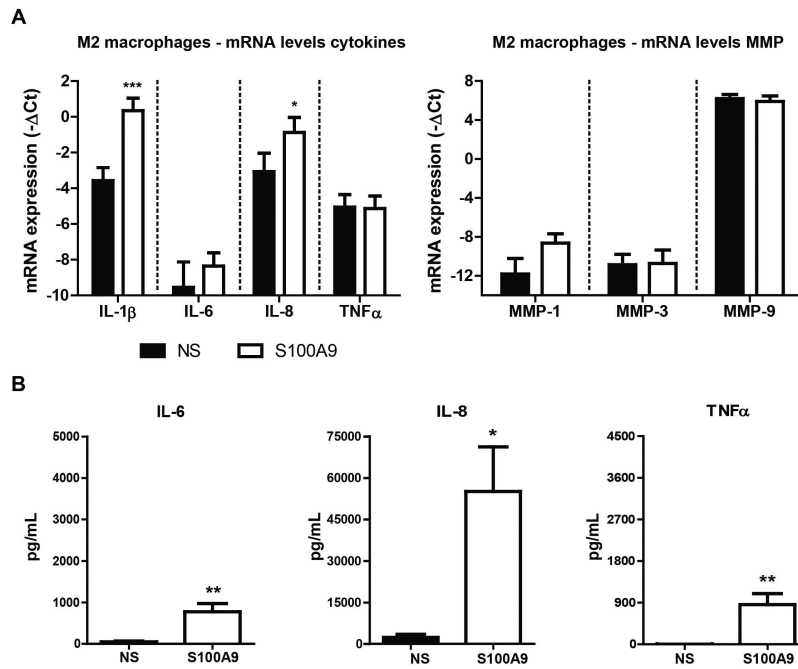 A
M2 macrophages - mRNA levels cytokines
mRNA expression (-ΔCt)
2
0
-2
-4
-6
-8
-10
***
*
IL-1β IL-6 IL-8 TNFα
M2 macrophages - mRNA levels MMP
mRNA expression (-ΔCt)
8
4
0
-4
-8
-12
MMP-1 MMP-3 MMP-9
NS S100A9
B
IL-6
pg/mL
5000
4000
3000
2000
1000
0
**
NS S100A9
IL-8
pg/mL
75000
60000
45000
30000
15000
0
*
NS S100A9
TNFα
pg/mL
4500
3600
2700
1800
900
0
**
NS S100A9